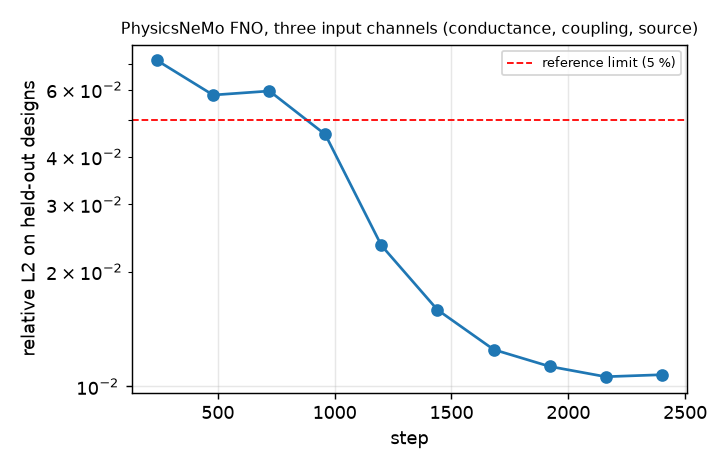 PhysicsNeMo FNO, three input channels (conductance, coupling, source)
reference limit (5 %)
relative L2 on held-out designs
6 × 10⁻²
4 × 10⁻²
3 × 10⁻²
2 × 10⁻²
10⁻²
500 1000 1500 2000 2500
step